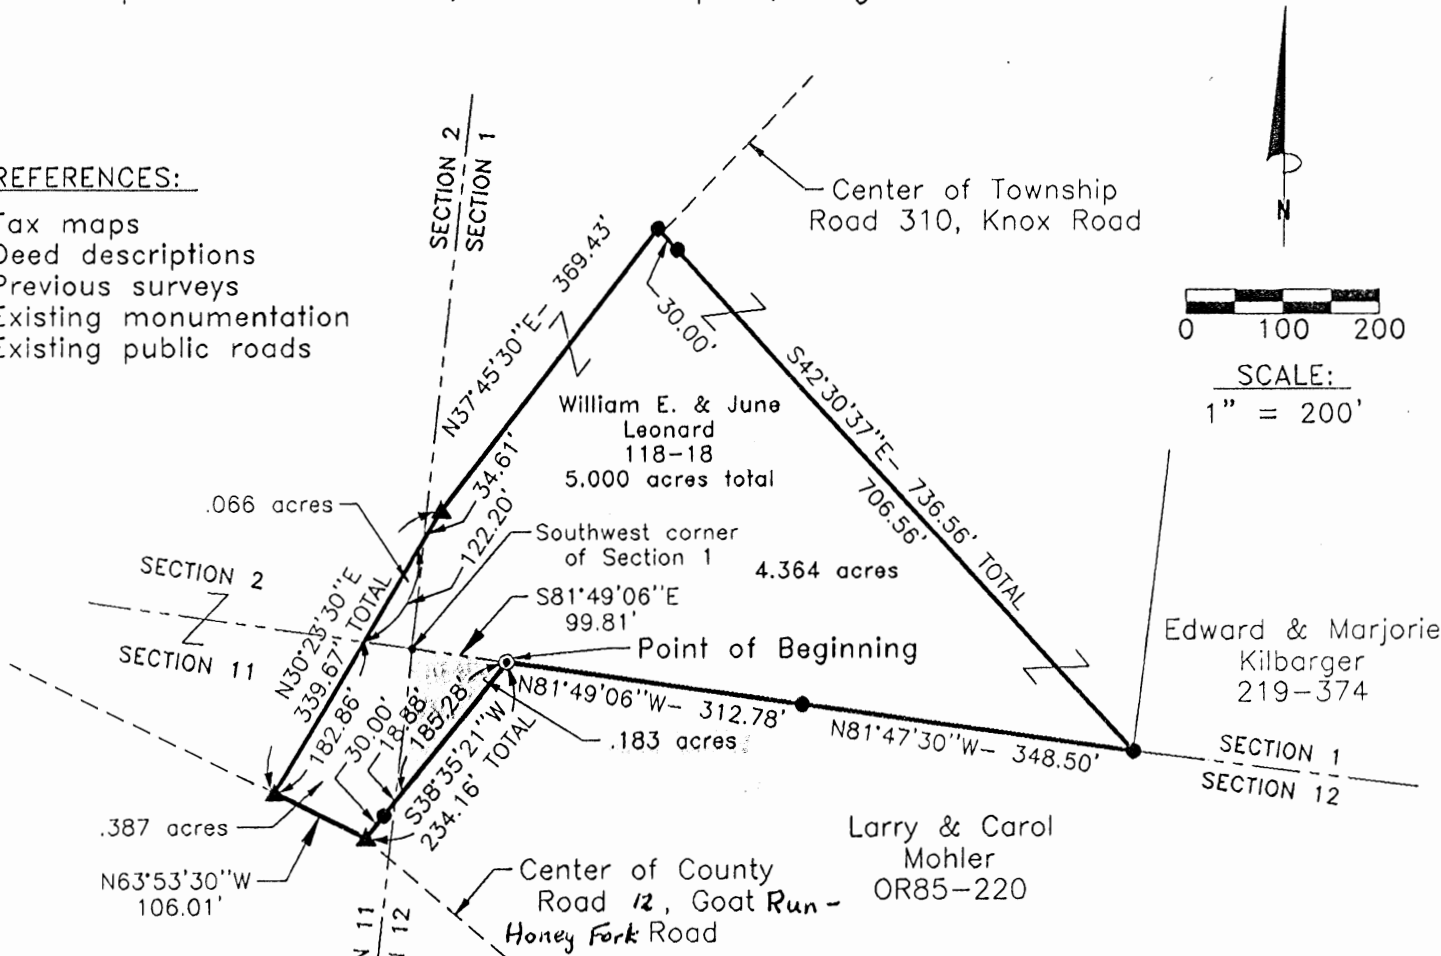 REFERENCES:
Tax maps
Deed descriptions
Previous surveys
Existing monumentation
Existing public roads
SECTION 2
SECTION 1
Center of Township
Road 310, Knox Road
N
0 100 200
SCALE:
1" = 200'
N37°45'30"E- 369.43'
30.00'
S42°30'37"E- 736.56' TOTAL
706.56'
William E. & June
Leonard
118-18
5.000 acres total
34.61'
122.20'
.066 acres
Southwest corner
of Section 1
4.364 acres
SECTION 2
SECTION 11
S81°49'06"E
99.81'
Point of Beginning
N30°23'30"E
339.67' TOTAL
182.86'
30.00'
18.88'
185.28'
S38°35'21"W
234.16' TOTAL
N81°49'06"W- 312.78'
.183 acres
N81°47'30"W- 348.50'
Edward & Marjorie
Kilbarger
219-374
SECTION 1
SECTION 12
.387 acres
N63°53'30"W
106.01'
Larry & Carol
Mohler
OR85-220
Center of County
Road 12, Goat Run-
Honey Fork Road
N 11
12